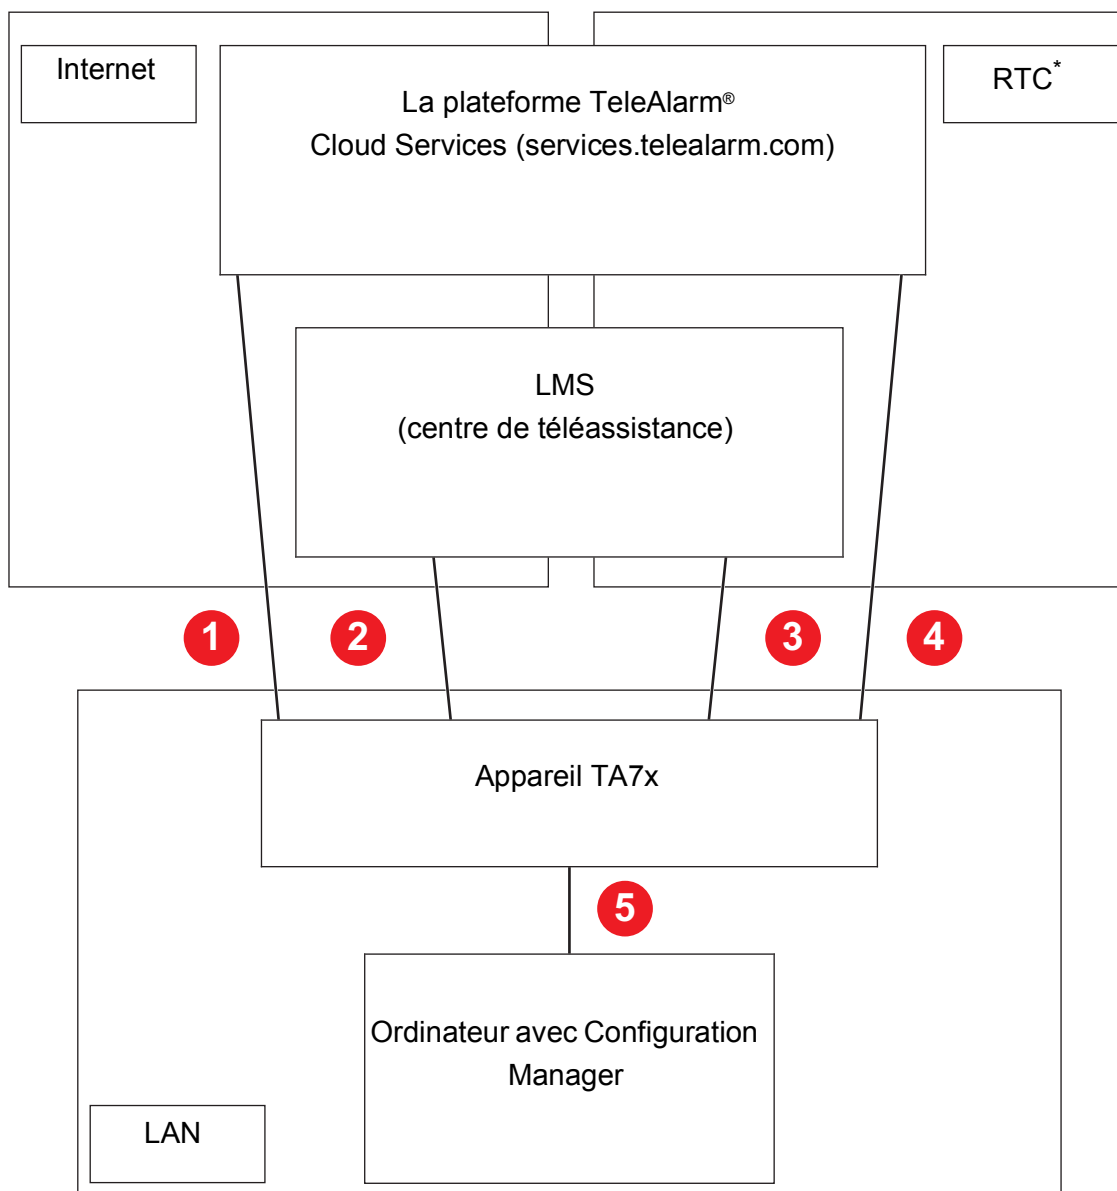 Internet
La plateforme TeleAlarm®
Cloud Services (services.telealarm.com)
RTC*
LMS
(centre de téléassistance)
1
2
3
4
Appareil TA7x
5
Ordinateur avec Configuration
Manager
LAN